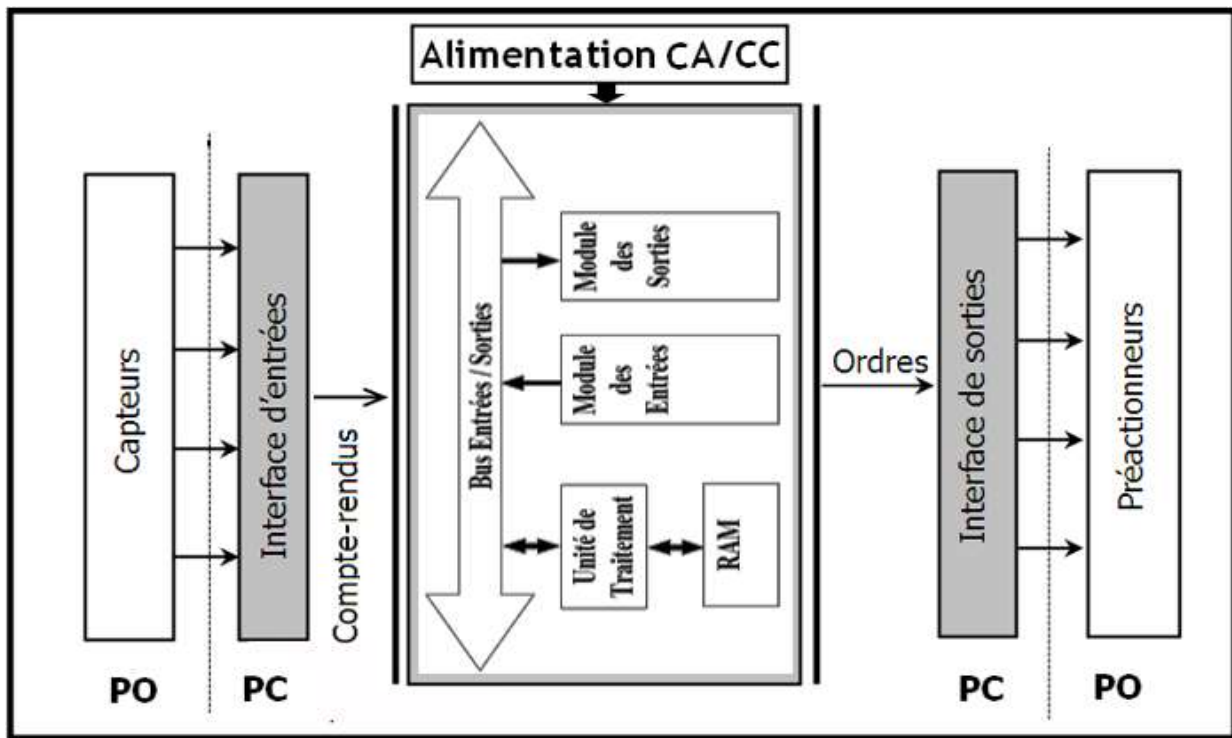 Alimentation CA/CC
Capteurs
Interface d'entrées
Compte-rendus
Bus Entrées / Sorties
Module
des
Sorties
Module
des
Entrées
Unité de
Traitement
RAM
Ordres
Interface de sorties
Préactionneurs
PO
PC
PC
PO